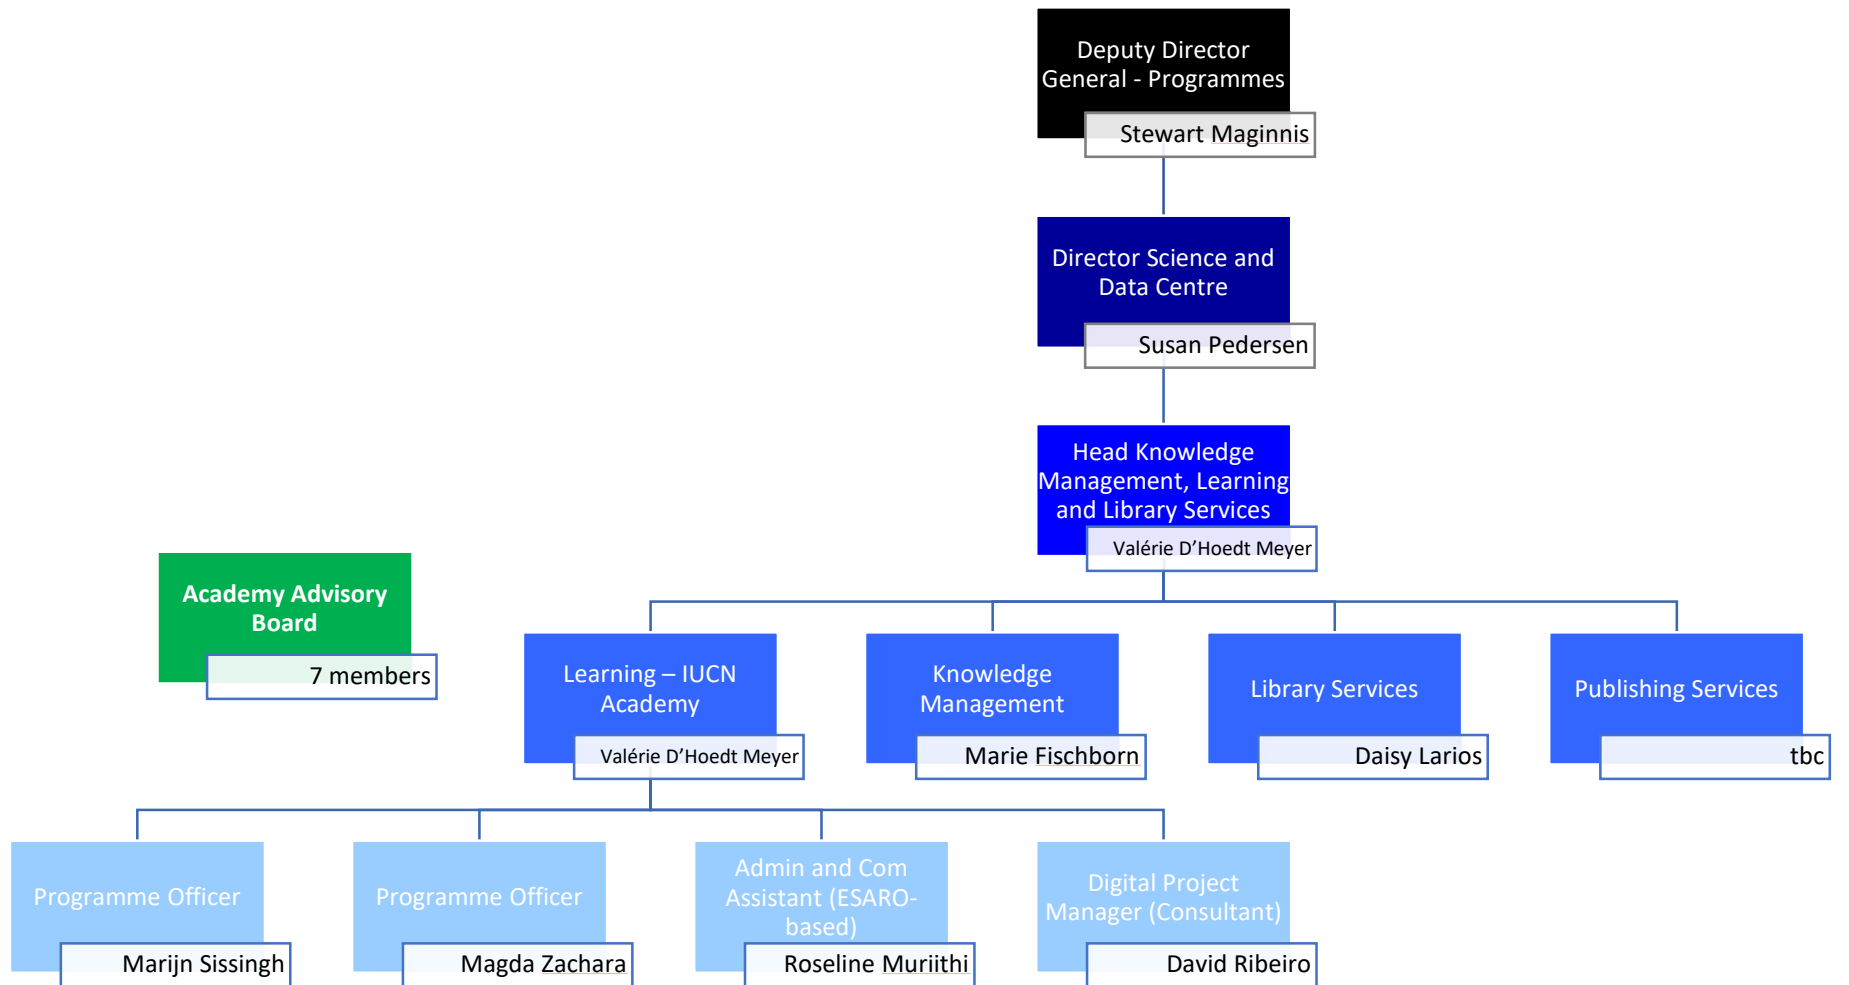 Deputy Director
General - Programmes
Stewart Maginnis
Director Science and
Data Centre
Susan Pedersen
Head Knowledge
Management, Learning
and Library Services
Valérie D’Hoedt Meyer
Academy Advisory
Board
7 members
Learning – IUCN
Academy
Valérie D’Hoedt Meyer
Knowledge
Management
Marie Fischborn
Library Services
Daisy Larios
Publishing Services
tbc
Programme Officer
Marijn Sissingh
Programme Officer
Magda Zachara
Admin and Com
Assistant (ESARO-
based)
Roseline Muriithi
Digital Project
Manager (Consultant)
David Ribeiro